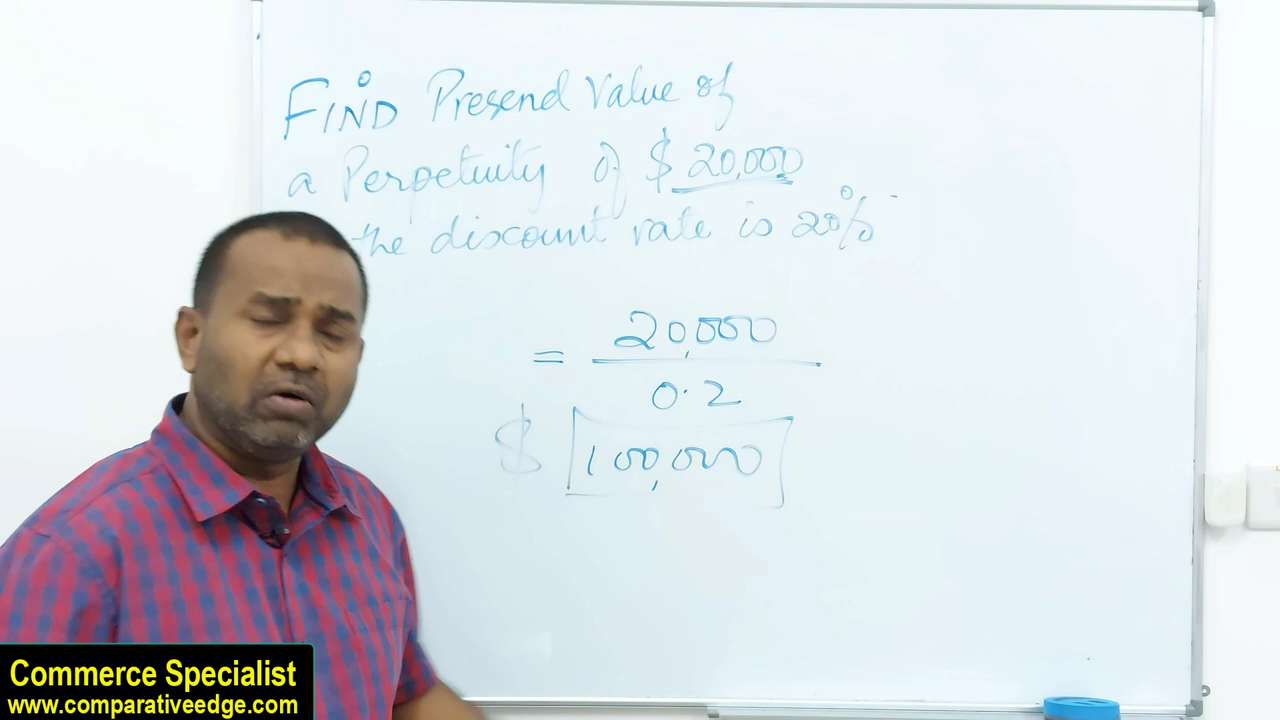 FIND Presend Value of
a Perpetuity of $ 20,000
the discount rate is 20%
= 20,000
0.2
$ 100,000
Commerce Specialist
www.comparativeedge.com